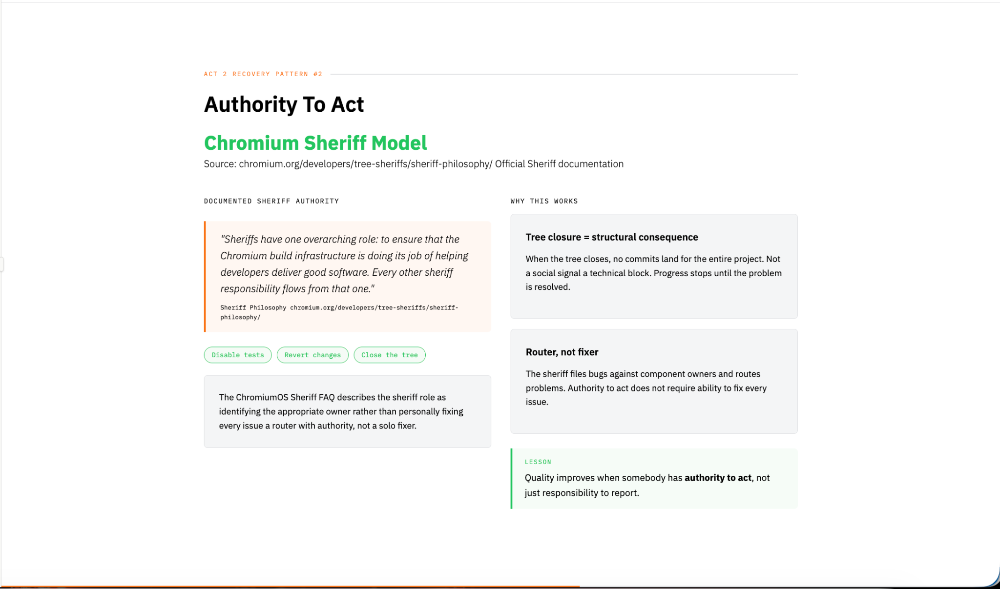 ACT 2 RECOVERY PATTERN #2
Authority To Act
Chromium Sheriff Model
Source: chromium.org/developers/tree-sheriffs/sheriff-philosophy/ Official Sheriff documentation
DOCUMENTED SHERIFF AUTHORITY
"Sheriffs have one overarching role: to ensure that the
Chromium build infrastructure is doing its job of helping
developers deliver good software. Every other sheriff
responsibility flows from that one."
Sheriff Philosophy chromium.org/developers/tree-sheriffs/sheriff-
philosophy/
Disable tests
Revert changes
Close the tree
The ChromiumOS Sheriff FAQ describes the sheriff role as
identifying the appropriate owner rather than personally fixing
every issue a router with authority, not a solo fixer.
WHY THIS WORKS
Tree closure = structural consequence
When the tree closes, no commits land for the entire project. Not
a social signal a technical block. Progress stops until the problem
is resolved.
Router, not fixer
The sheriff files bugs against component owners and routes
problems. Authority to act does not require ability to fix every
issue.
LESSON
Quality improves when somebody has authority to act, not
just responsibility to report.